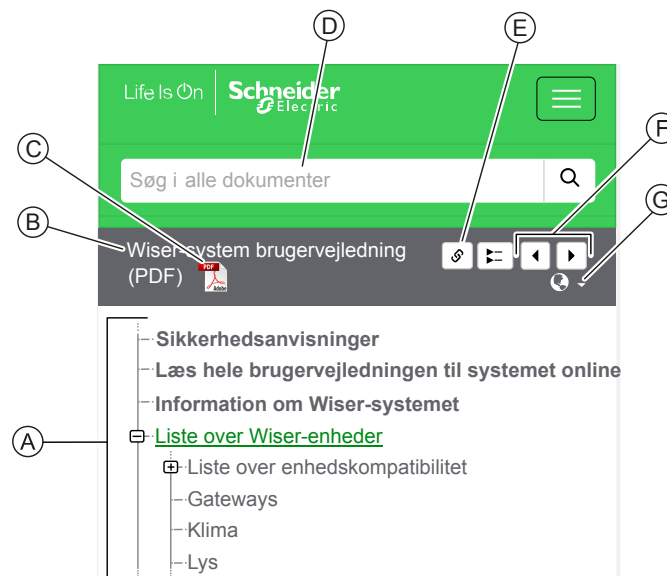 D
E
Life Is On
Schneider
Electric
F
C
Søg i alle dokumenter
G
B
Wiser-system brugervejledning
(PDF)
PDF
Adobe
Sikkerhedsanvisninger
Læs hele brugervejledningen til systemet online
Information om Wiser-systemet
A
Liste over Wiser-enheder
Liste over enhedskompatibilitet
Gateways
Klima
Lys